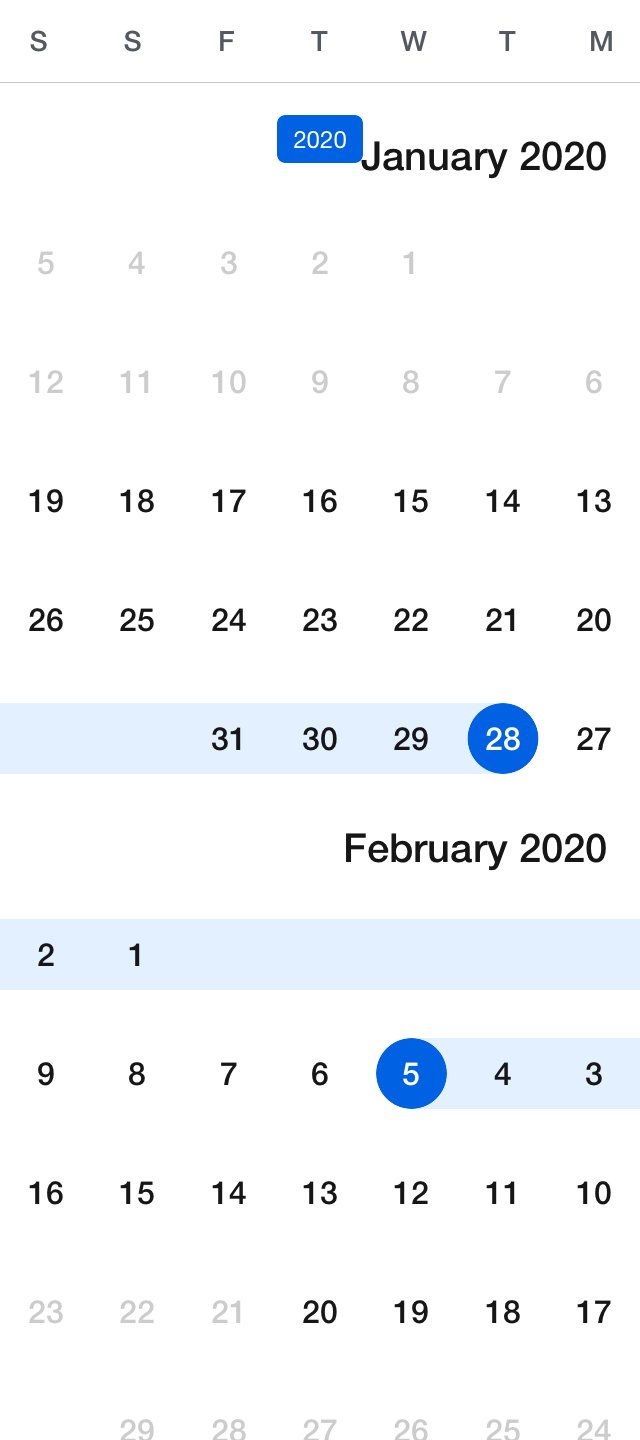 S S F T W T M
2020
January 2020
5 4 3 2 1
12 11 10 9 8 7 6
19 18 17 16 15 14 13
26 25 24 23 22 21 20
31 30 29 28 27
February 2020
2 1
9 8 7 6 5 4 3
16 15 14 13 12 11 10
23 22 21 20 19 18 17
29 28 27 26 25 24